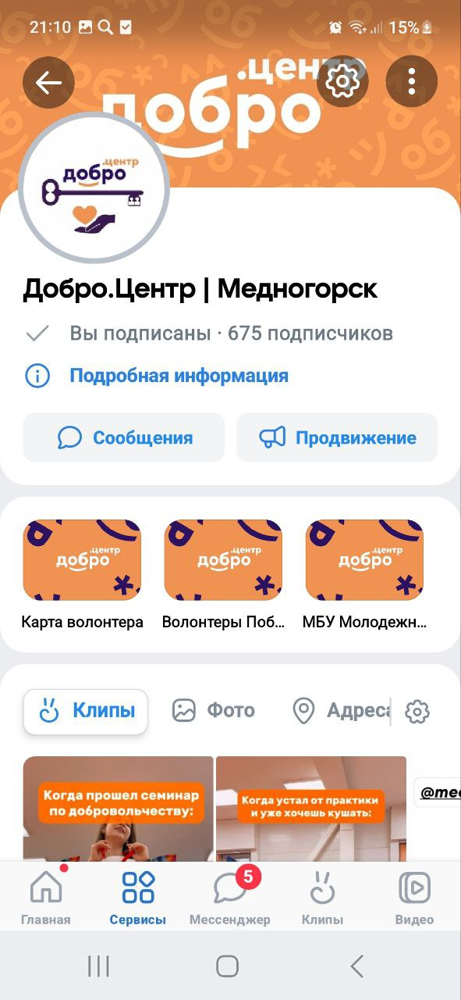 21:10
15%
.центр
добро
.центр
добро
Добро.Центр | Медногорск
Вы подписаны · 675 подписчиков
Подробная информация
Сообщения
Продвижение
.центр
добро
.центр
добро
.центр
добро
Карта волонтера
Волонтеры Поб...
МБУ Молодежн...
Клипы
Фото
Адреса
Когда прошел семинар
по добровольчеству:
Когда устал от практики
и уже хочешь кушать:
@med
5
Главная
Сервисы
Мессенджер
Клипы
Видео